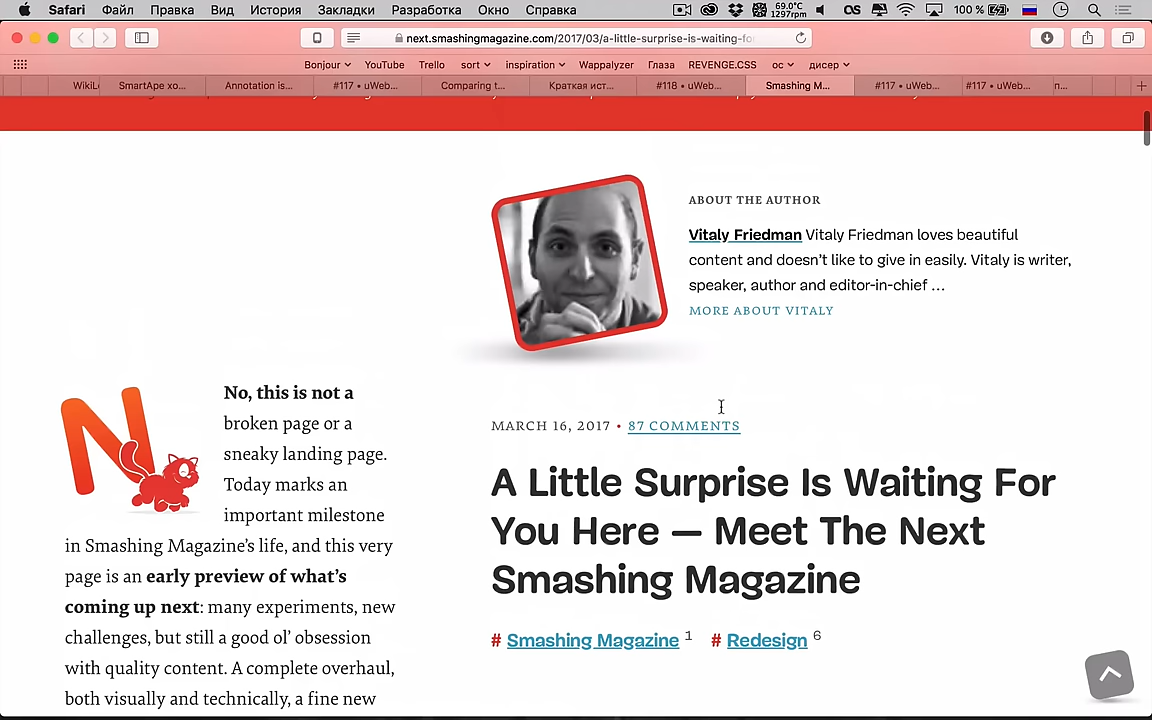 Safari Файл Правка Вид История Закладки Разработка Окно Справка 69.0°C 1297rpm 100 %
next.smashingmagazine.com/2017/03/a-little-surprise-is-waiting-fo
Bonjour YouTube Trello sort inspiration Wappalyzer Глаза REVENGE.CSS ос дисер
WikiL SmartApe хо... Annotation is... #117 • uWeb... Comparing t... Краткая ист... #118 • uWeb... Smashing M... #117 • uWeb... #117 • uWeb... п...
ABOUT THE AUTHOR
Vitaly Friedman Vitaly Friedman loves beautiful
content and doesn't like to give in easily. Vitaly is writer,
speaker, author and editor-in-chief ...
MORE ABOUT VITALY
MARCH 16, 2017 • 87 COMMENTS
A Little Surprise Is Waiting For
You Here — Meet The Next
Smashing Magazine
# Smashing Magazine 1 # Redesign 6
No, this is not a
broken page or a
sneaky landing page.
Today marks an
important milestone
in Smashing Magazine's life, and this very
page is an early preview of what's
coming up next: many experiments, new
challenges, but still a good ol' obsession
with quality content. A complete overhaul,
both visually and technically, a fine new